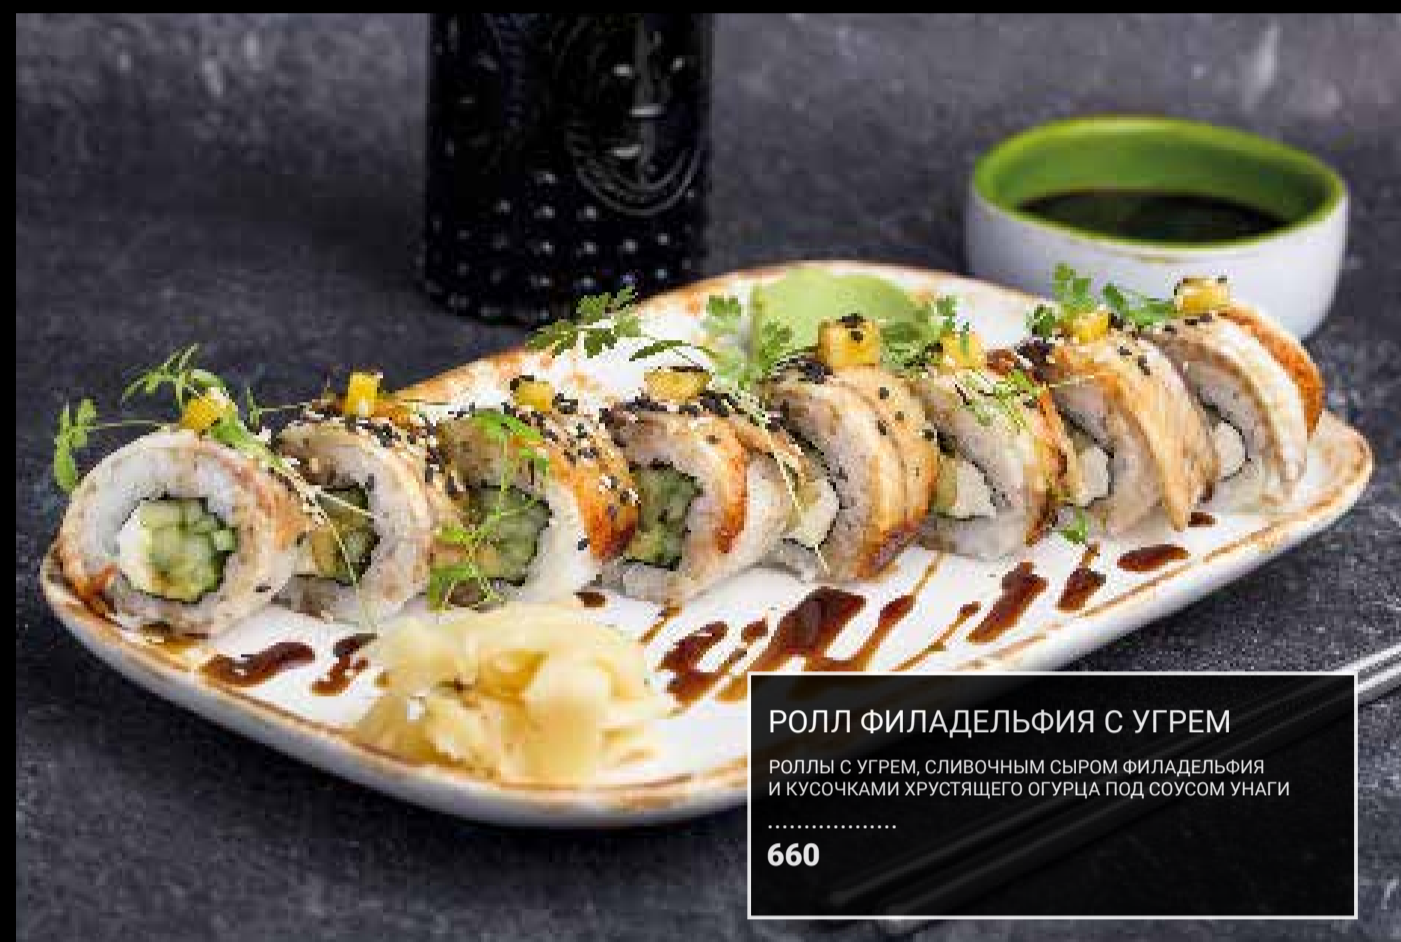 РОЛЛ ФИЛАДЕЛЬФИЯ С УГРЕМ
РОЛЛЫ С УГРЕМ, СЛИВОЧНЫМ СЫРОМ ФИЛАДЕЛЬФИЯ
И КУСОЧКАМИ ХРУСТЯЩЕГО ОГУРЦА ПОД СОУСОМ УНАГИ
..................
660